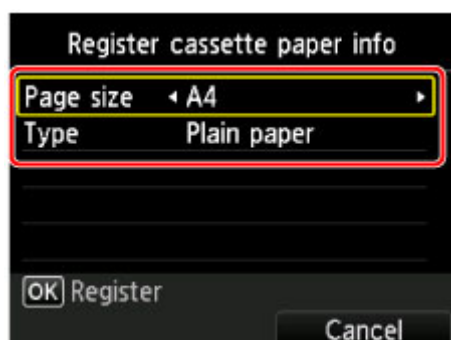 Register cassette paper info
Page size ◂ A4 ▸
Type Plain paper
OK Register
Cancel